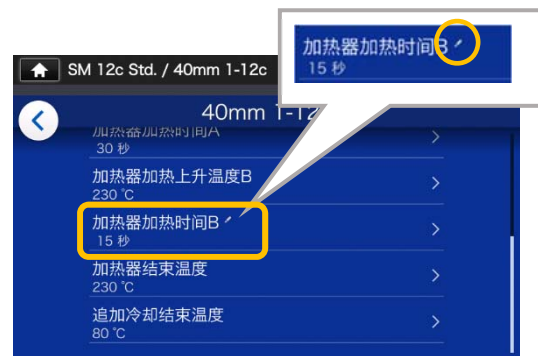 加热器加热时间B
15 秒
SM 12c Std. / 40mm 1-12c
40mm 1-12
加热器加热时间A
30 秒
加热器加热上升温度B
230 ℃
加热器加热时间B
15 秒
加热器结束温度
230 ℃
追加冷却结束温度
80 ℃